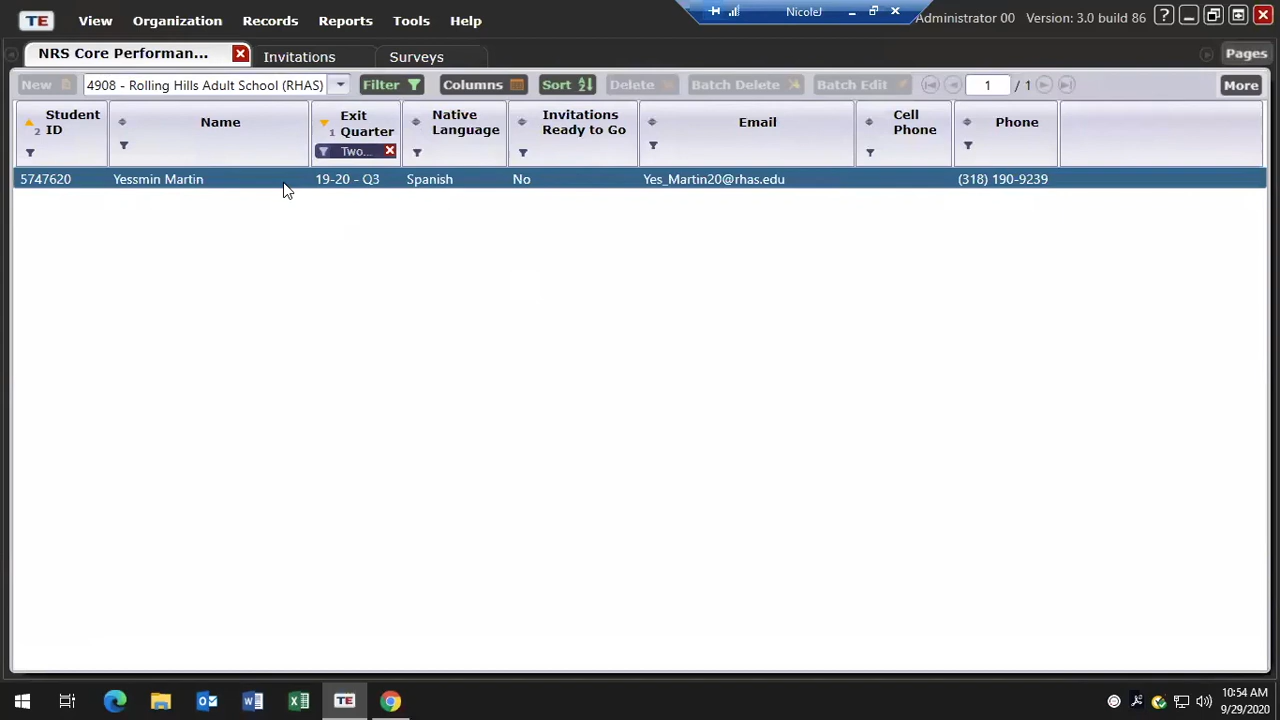 NicoleJ
TE View Organization Records Reports Tools Help Administrator 00 Version: 3.0 build 86 ?
NRS Core Performan... Invitations Surveys Pages
New 4908 - Rolling Hills Adult School (RHAS) Filter Columns Sort Delete Batch Delete Batch Edit 1 / 1 More
Student ID
2
Name
Exit Quarter
1
Two...
Native Language
Invitations Ready to Go
Email
Cell Phone
Phone
5747620 Yessmin Martin 19-20 - Q3 Spanish No Yes_Martin20@rhas.edu (318) 190-9239
TE
10:54 AM
9/29/2020